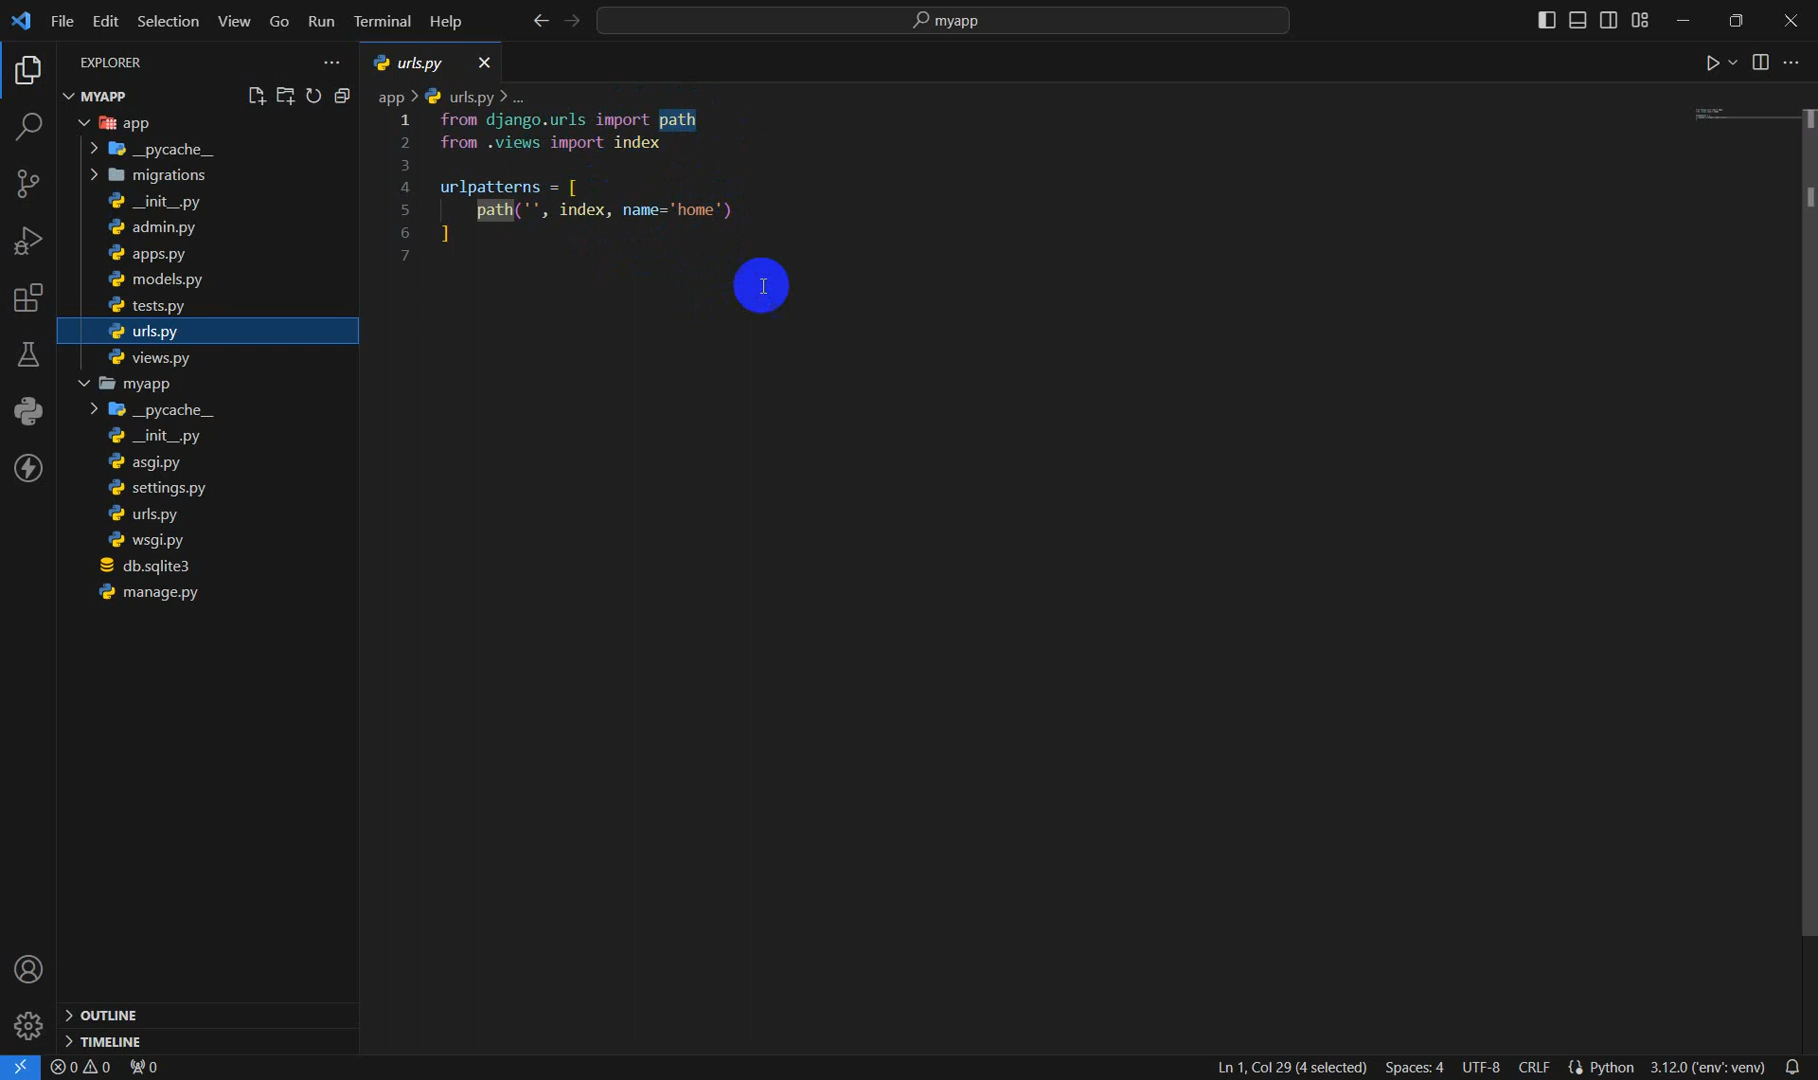 File Edit Selection View Go Run Terminal Help
myapp
EXPLORER
urls.py
MYAPP
app > urls.py > ...
app
__pycache__
migrations
__init__.py
admin.py
apps.py
models.py
tests.py
urls.py
views.py
myapp
__pycache__
__init__.py
asgi.py
settings.py
urls.py
wsgi.py
db.sqlite3
manage.py
1 from django.urls import path
2 from .views import index
3
4 urlpatterns = [
5 path('', index, name='home')
6 ]
7
OUTLINE
TIMELINE
0 0 0
Ln 1, Col 29 (4 selected) Spaces: 4 UTF-8 CRLF Python 3.12.0 ('env': venv)